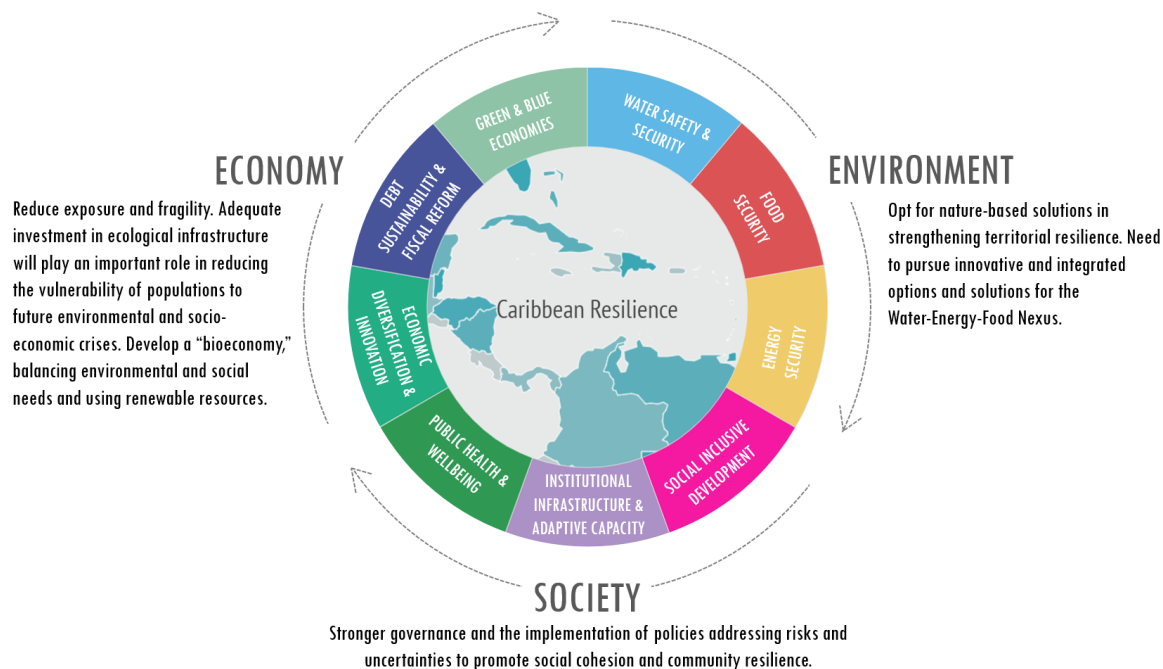 GREEN & BLUE
ECONOMIES
WATER SAFETY &
SECURITY
FOOD
SECURITY
ENERGY
SECURITY
SOCIAL INCLUSIVE
DEVELOPMENT
INSTITUTIONAL
INFRASTRUCTURE &
ADAPTIVE CAPACITY
PUBLIC HEALTH &
WELLBEING
ECONOMIC
DIVERSIFICATION &
INNOVATION
DEBT
SUSTAINABILITY &
FISCAL REFORM
Caribbean Resilience
ECONOMY
Reduce exposure and fragility. Adequate
investment in ecological infrastructure
will play an important role in reducing
the vulnerability of populations to
future environmental and socio-
economic crises. Develop a “bioeconomy,”
balancing environmental and social
needs and using renewable resources.
ENVIRONMENT
Opt for nature-based solutions in
strengthening territorial resilience. Need
to pursue innovative and integrated
options and solutions for the
Water-Energy-Food Nexus.
SOCIETY
Stronger governance and the implementation of policies addressing risks and
uncertainties to promote social cohesion and community resilience.